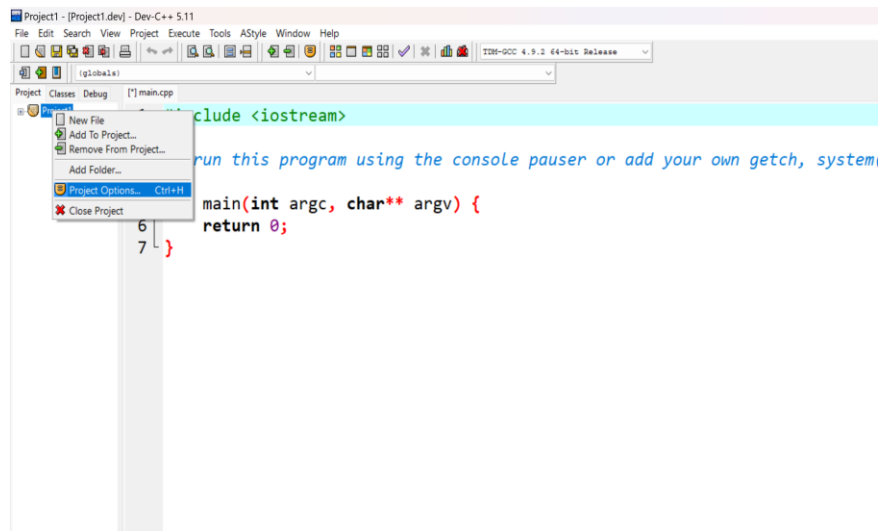 Project1 - [Project1.dev] - Dev-C++ 5.11
File Edit Search View Project Execute Tools AStyle Window Help
TDM-GCC 4.9.2 64-bit Release
(globals)
Project Classes Debug [*] main.cpp
Project1
clude <iostream>
New File
Add To Project...
Remove From Project...
run this program using the console pauser or add your own getch, system(
Add Folder...
Project Options... Ctrl+H
main(int argc, char** argv) {
Close Project
6 return 0;
7 }